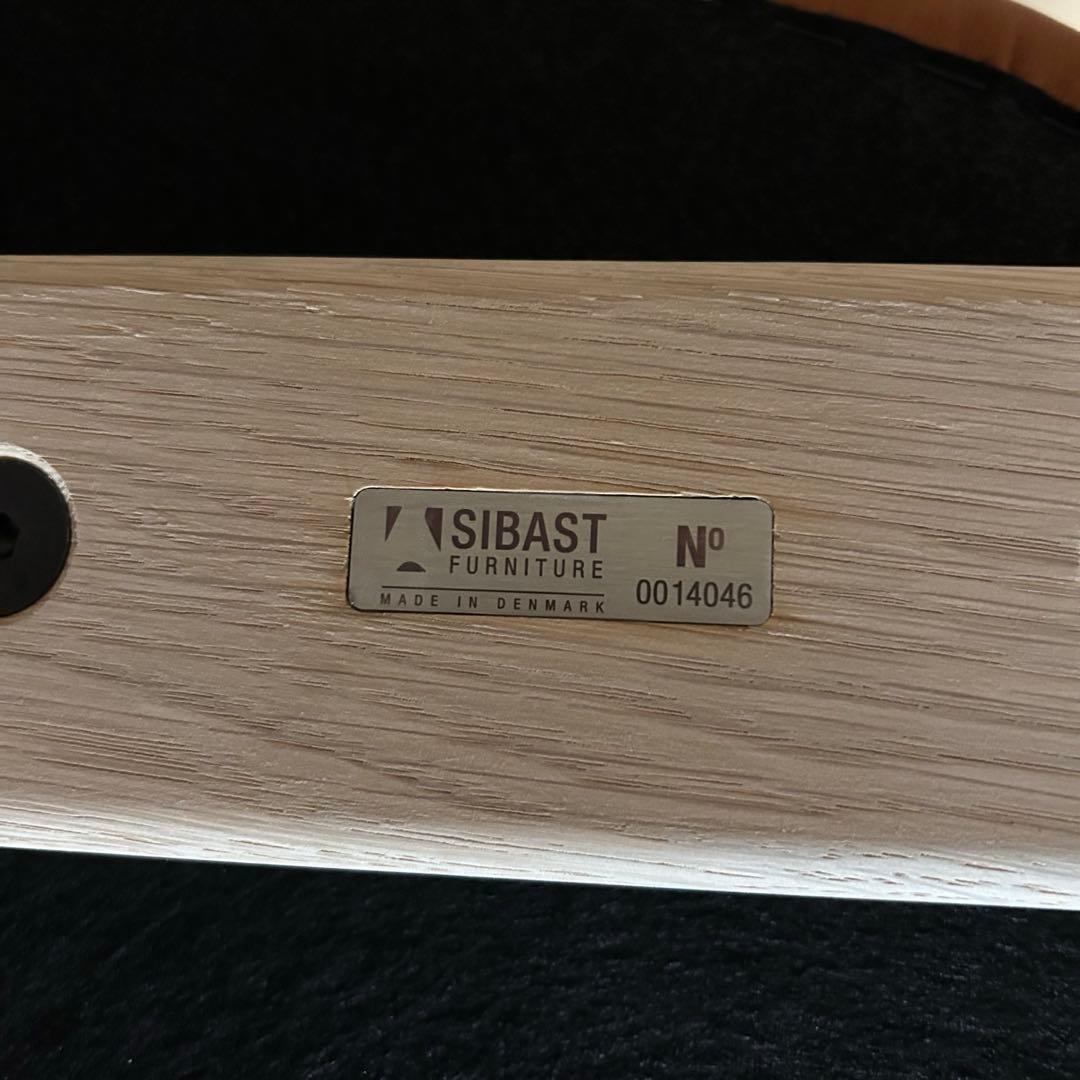 SIBAST
FURNITURE
MADE IN DENMARK
Nº
0014046